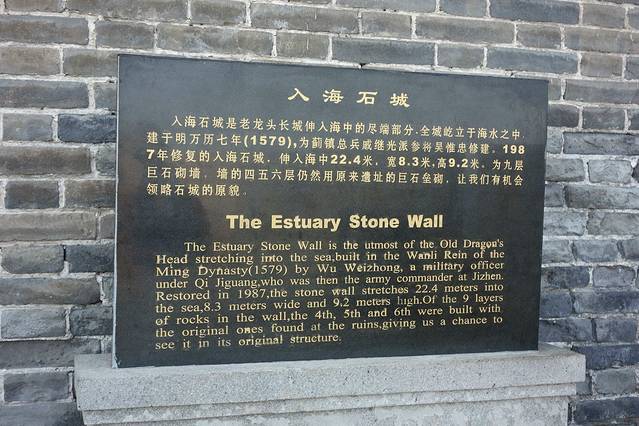 入海石城
入海石城是老龙头长城伸入海中的尽端部分.全城屹立于海水之中.
建于明万历七年(1579),为蓟镇总兵戚继光派参将吴惟忠修建。198
7年修复的入海石城，伸入海中22.4米，宽8.3米,高9.2米。为九层
巨石砌墙。墙的四五六层仍然用原来遗址的巨石垒砌，让我们有机会
领略石城的原貌。
The Estuary Stone Wall
The Estuary Stone Wall is the utmost of the Old Dragon's
Head stretching into the sea,built in the Wanli Rein of the
Ming Dynasty(1579) by Wu Weizhong, a military officer
under Qi Jiguang,who was then the army commander at Jizhen.
Restored in 1987,the stone wall stretches 22.4 meters into
the sea,8.3 meters wide and 9.2 meters high.Of the 9 layers
of rocks in the wall,the 4th, 5th and 6th were built with
the original ones found at the ruins,giving us a chance to
see it in its original structure.